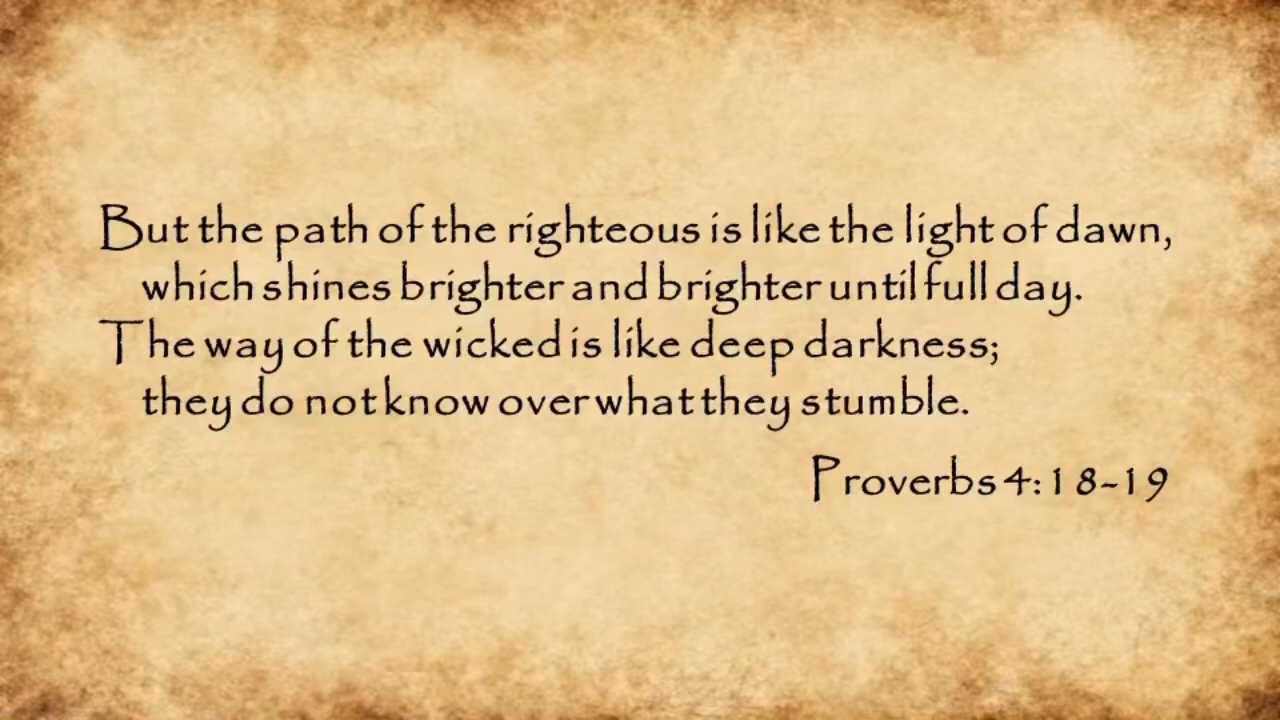 But the path of the righteous is like the light of dawn,
which shines brighter and brighter until full day.
The way of the wicked is like deep darkness;
they do not know over what they stumble.
Proverbs 4:18-19